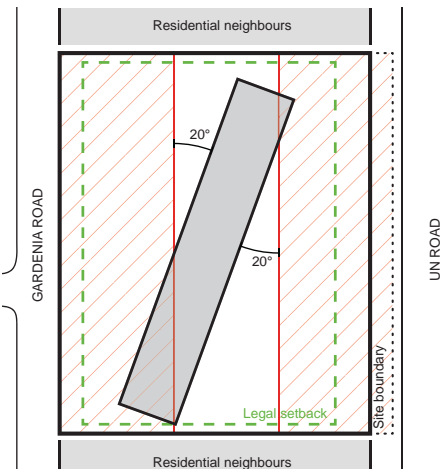 Residential neighbours
20°
GARDENIA ROAD
UN ROAD
20°
Site boundary
Legal setback
Residential neighbours